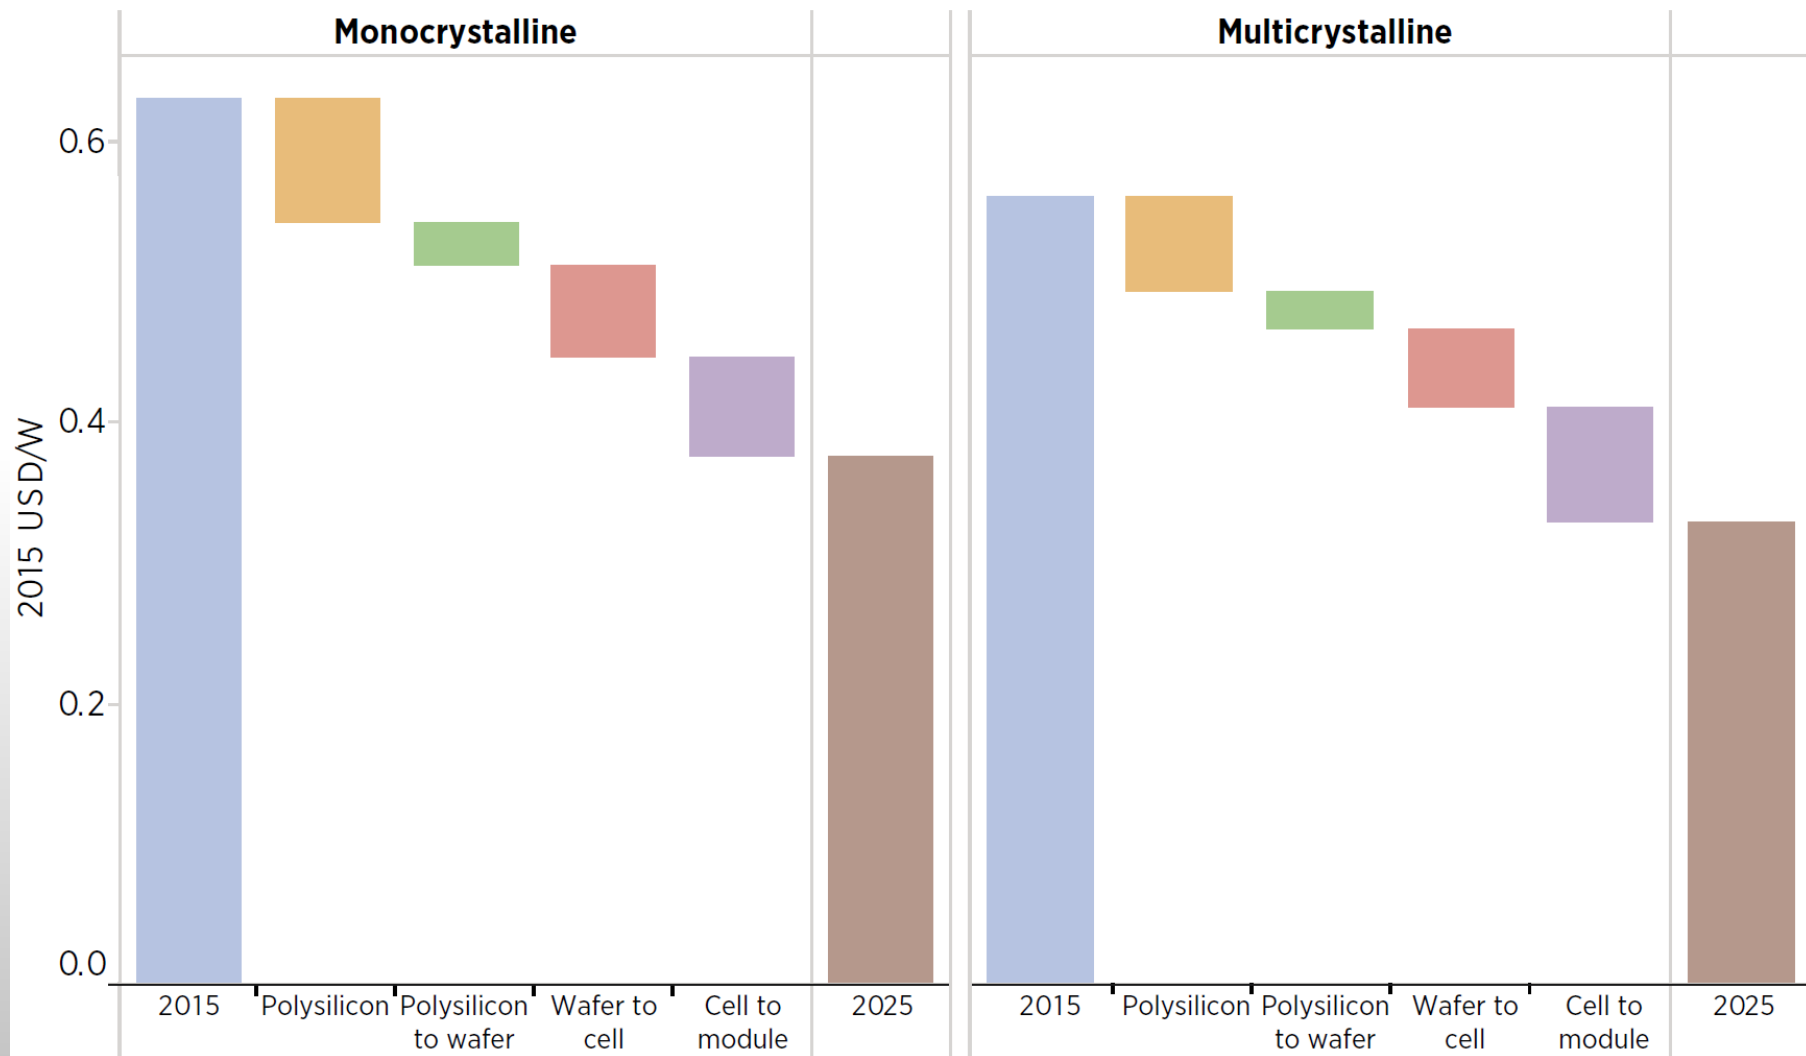 Monocrystalline
Multicrystalline
2015 USD/W
0.6
0.4
0.2
0.0
2015
Polysilicon
Polysilicon
to wafer
Wafer to
cell
Cell to
module
2025
2015
Polysilicon
Polysilicon
to wafer
Wafer to
cell
Cell to
module
2025